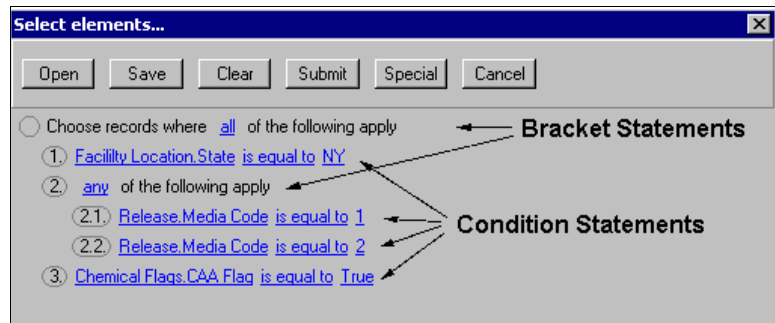 Select elements...
Open Save Clear Submit Special Cancel
Choose records where all of the following apply Bracket Statements
1. Facililty Location.State is equal to NY
2. any of the following apply
2.1. Release.Media Code is equal to 1
Condition Statements
2.2. Release.Media Code is equal to 2
3. Chemical Flags.CAA Flag is equal to True